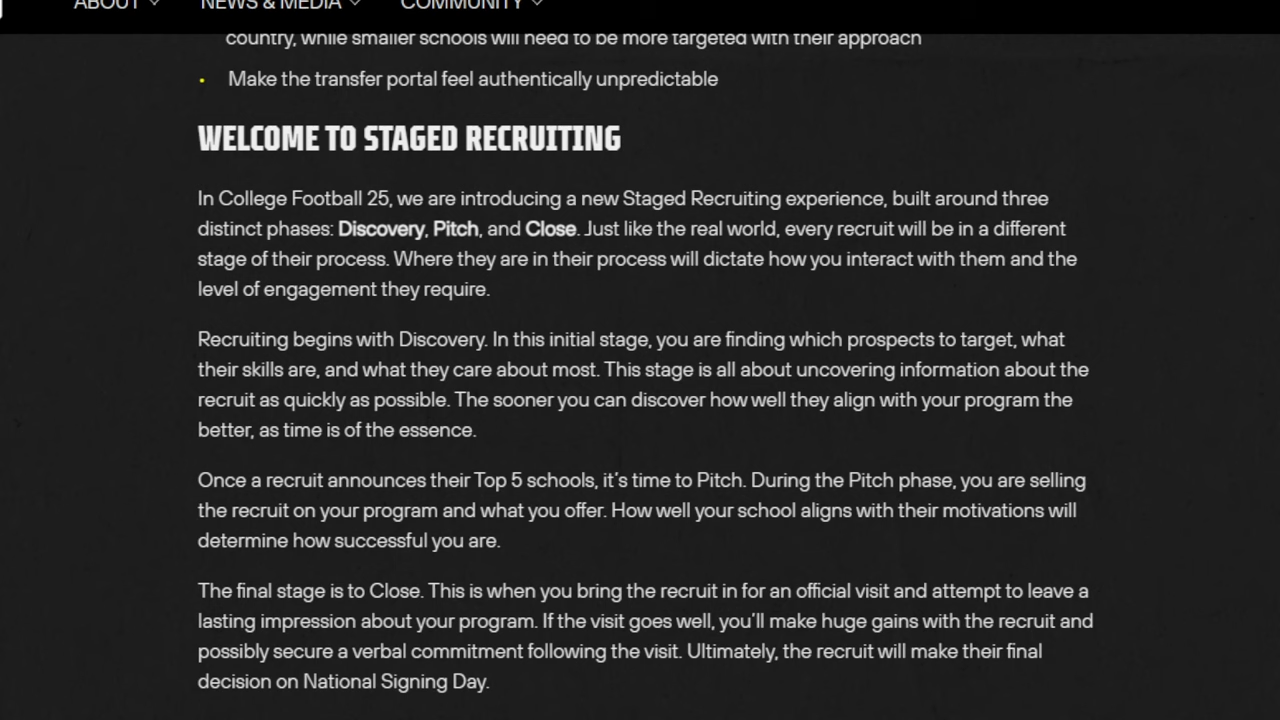 ABOUT NEWS & MEDIA COMMUNITY
country, while smaller schools will need to be more targeted with their approach
• Make the transfer portal feel authentically unpredictable
WELCOME TO STAGED RECRUITING
In College Football 25, we are introducing a new Staged Recruiting experience, built around three
distinct phases: Discovery, Pitch, and Close. Just like the real world, every recruit will be in a different
stage of their process. Where they are in their process will dictate how you interact with them and the
level of engagement they require.
Recruiting begins with Discovery. In this initial stage, you are finding which prospects to target, what
their skills are, and what they care about most. This stage is all about uncovering information about the
recruit as quickly as possible. The sooner you can discover how well they align with your program the
better, as time is of the essence.
Once a recruit announces their Top 5 schools, it's time to Pitch. During the Pitch phase, you are selling
the recruit on your program and what you offer. How well your school aligns with their motivations will
determine how successful you are.
The final stage is to Close. This is when you bring the recruit in for an official visit and attempt to leave a
lasting impression about your program. If the visit goes well, you'll make huge gains with the recruit and
possibly secure a verbal commitment following the visit. Ultimately, the recruit will make their final
decision on National Signing Day.